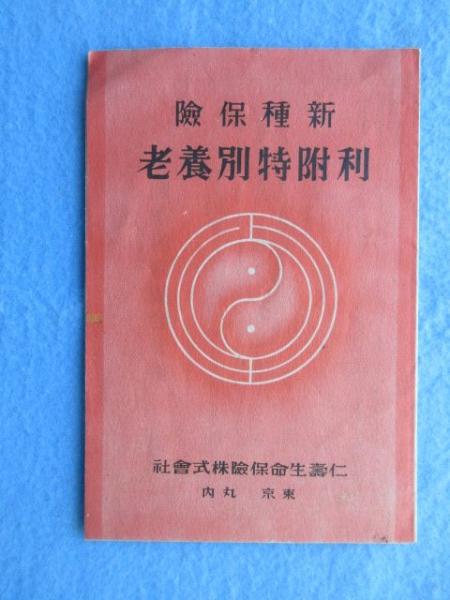 新種保險
利附特別養老
仁壽生命保險株式會社
東京 丸內